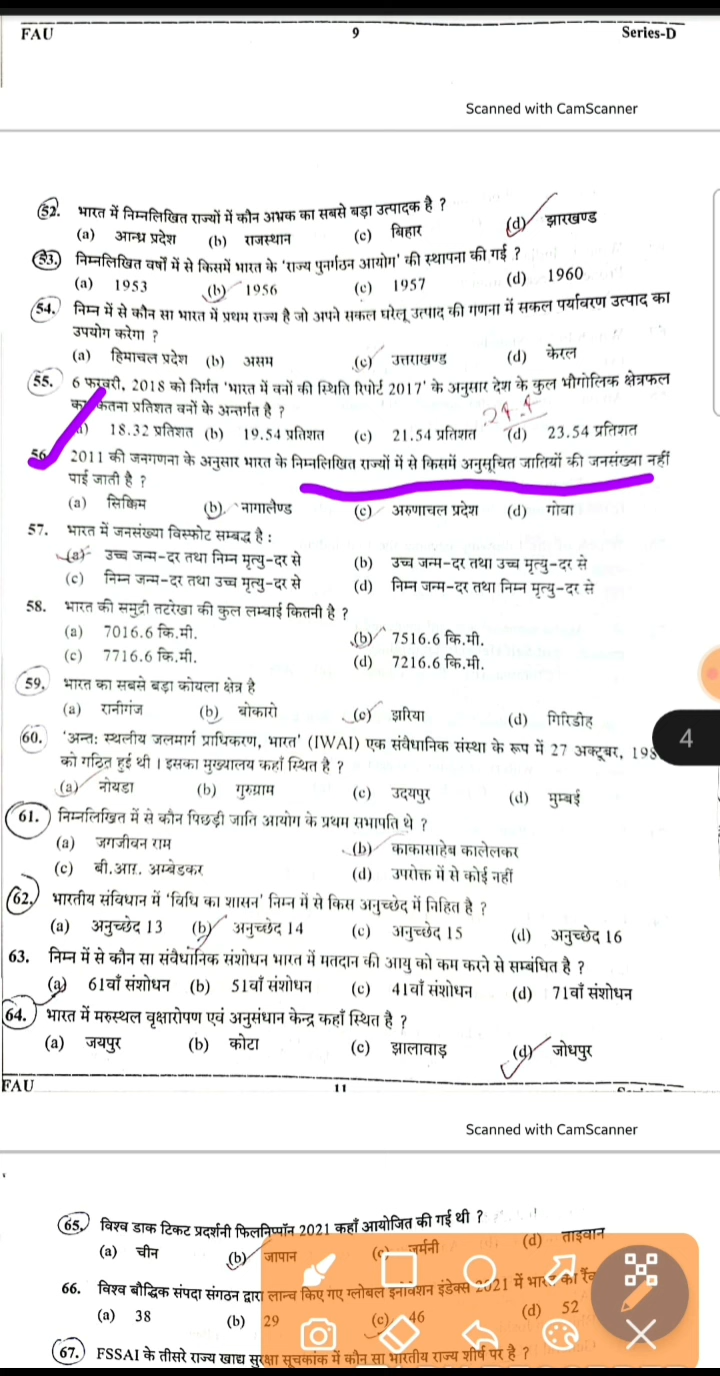 FAU 9 Series-D
Scanned with CamScanner
52. भारत में निम्नलिखित राज्यों में कौन अभ्रक का सबसे बड़ा उत्पादक है ?
(a) आन्ध्र प्रदेश (b) राजस्थान (c) बिहार (d) झारखण्ड
53. निम्नलिखित वर्षों में से किसमें भारत के 'राज्य पुनर्गठन आयोग' की स्थापना की गई ?
(a) 1953 (b) 1956 (c) 1957 (d) 1960
54. निम्न में से कौन सा भारत में प्रथम राज्य है जो अपने सकल घरेलू उत्पाद की गणना में सकल पर्यावरण उत्पाद का
उपयोग करेगा ?
(a) हिमाचल प्रदेश (b) असम (c) उत्तराखण्ड (d) केरल
55. 6 फरवरी, 2018 को निर्गत 'भारत में वनों की स्थिति रिपोर्ट 2017' के अनुसार देश के कुल भौगोलिक क्षेत्रफल
प्रतिशत वनों के अन्तर्गत है ?
18.32 प्रतिशत (b) 19.54 प्रतिशत (c) 21.54 प्रतिशत (d) 23.54 प्रतिशत
56 2011 की जनगणना के अनुसार भारत के निम्नलिखित राज्यों में से किसमें अनुसूचित जातियों की जनसंख्या नहीं
पाई जाती है ?
(a) सिक्किम (b) नागालैण्ड (c) अरुणाचल प्रदेश (d) गोवा
57. भारत में जनसंख्या विस्फोट सम्बद्ध है :
(a) उच्च जन्म-दर तथा निम्न मृत्यु-दर से (b) उच्च जन्म-दर तथा उच्च मृत्यु-दर से
(c) निम्न जन्म-दर तथा उच्च मृत्यु-दर से (d) निम्न जन्म-दर तथा निम्न मृत्यु-दर से
58. भारत की समुद्री तटरेखा की कुल लम्बाई कितनी है ?
(a) 7016.6 कि.मी. (b) 7516.6 कि.मी.
(c) 7716.6 कि.मी. (d) 7216.6 कि.मी.
59. भारत का सबसे बड़ा कोयला क्षेत्र है
(a) रानीगंज (b) बोकारो (c) झरिया (d) गिरिडीह
60. 'अन्तः स्थलीय जलमार्ग प्राधिकरण, भारत' (IWAI) एक संवैधानिक संस्था के रूप में 27 अक्टूबर, 198 4
को गठित हुई थी । इसका मुख्यालय कहाँ स्थित है ?
(a) नोयडा (b) गुरुग्राम (c) उदयपुर (d) मुम्बई
61. निम्नलिखित में से कौन पिछड़ी जाति आयोग के प्रथम सभापति थे ?
(a) जगजीवन राम (b) काकासाहेब कालेलकर
(c) बी.आर. अम्बेडकर (d) उपरोक्त में से कोई नहीं
62. भारतीय संविधान में 'विधि का शासन' निम्न में से किस अनुच्छेद में निहित है ?
(a) अनुच्छेद 13 (b) अनुच्छेद 14 (c) अनुच्छेद 15 (d) अनुच्छेद 16
63. निम्न में से कौन सा संवैधानिक संशोधन भारत में मतदान की आयु को कम करने से सम्बंधित है ?
(a) 61वाँ संशोधन (b) 51वाँ संशोधन (c) 41वाँ संशोधन (d) 71वाँ संशोधन
64. भारत में मरुस्थल वृक्षारोपण एवं अनुसंधान केन्द्र कहाँ स्थित है ?
(a) जयपुर (b) कोटा (c) झालावाड़ (d) जोधपुर
FAU 11
Scanned with CamScanner
65. विश्व डाक टिकट प्रदर्शनी फिलनिप्पॉन 2021 कहाँ आयोजित की गई थी ?
(a) चीन (b) जापान (c) जर्मनी (d) ताइवान
66. विश्व बौद्धिक संपदा संगठन द्वारा लान्च किए गए ग्लोबल इनोवेशन इंडेक्स 2021 में भारत का
(a) 38 (b) 29 (c) 46 (d) 52
67. FSSAI के तीसरे राज्य खाद्य सुरक्षा सूचकांक में कौन सा भारतीय राज्य शीर्ष पर है ?